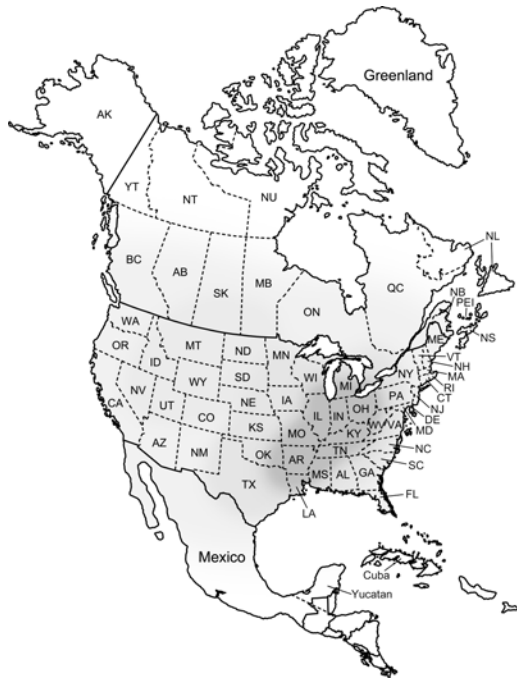 Greenland
AK
YT
NT
NU
BC
AB
SK
MB
ON
QC
NL
NB
PEI
NS
ME
WA
OR
ID
MT
ND
MN
WI
MI
NY
VT
NH
MA
RI
CT
NJ
DE
MD
PA
OH
IN
IL
IA
SD
WY
NE
NV
UT
CO
CA
KS
MO
KY
WV
VA
NC
TN
SC
AZ
NM
OK
AR
MS
AL
GA
TX
LA
FL
Mexico
Cuba
Yucatan